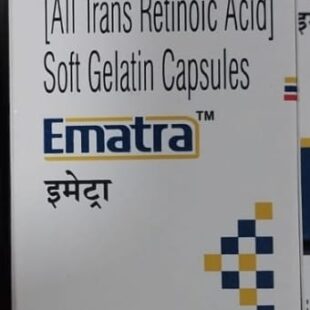 [All Trans Retinoic Acid]
Soft Gelatin Capsules
Ematra™
इमेट्रा